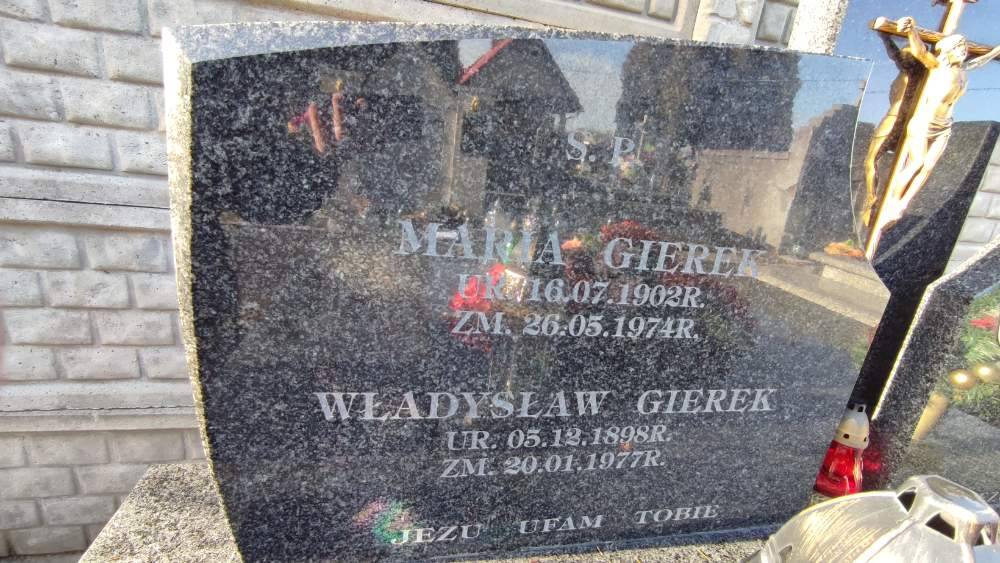 S. P.
MARIA GIEREK
UR. 16.07.1902R.
ZM. 26.05.1974R.
WŁADYSŁAW GIEREK
UR. 05.12.1898R.
ZM. 20.01.1977R.
JEZU UFAM TOBIE